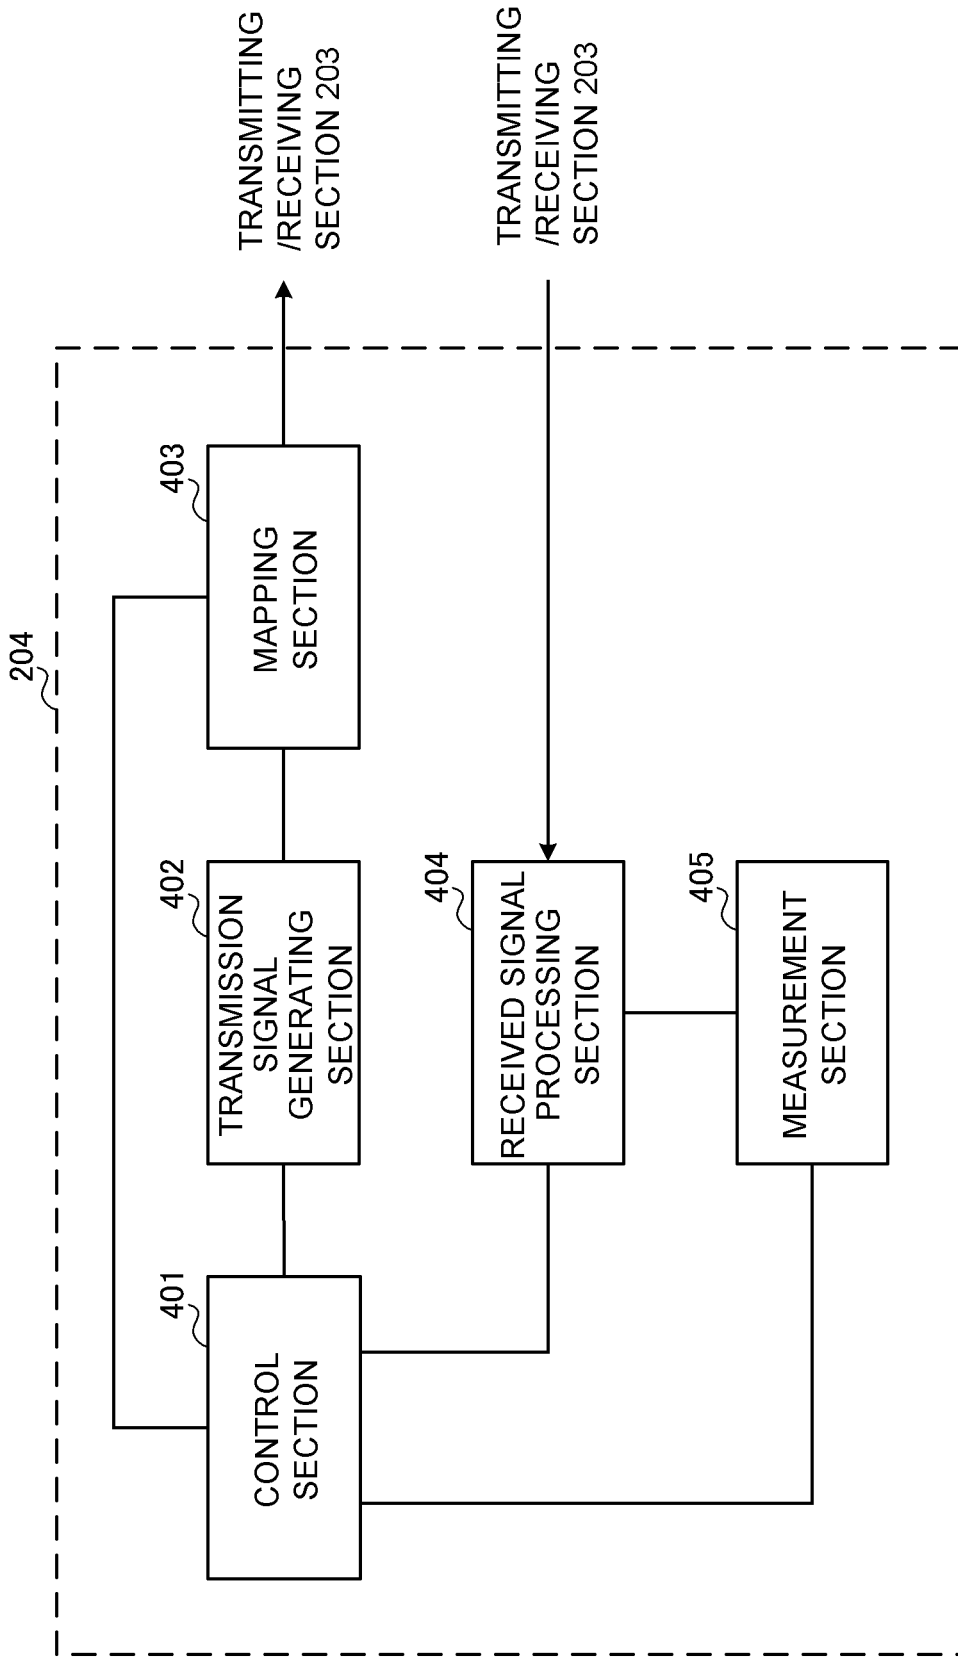 204
401
CONTROL
SECTION
402
TRANSMISSION
SIGNAL
GENERATING
SECTION
403
MAPPING
SECTION
TRANSMITTING
/RECEIVING
SECTION 203
404
RECEIVED SIGNAL
PROCESSING
SECTION
TRANSMITTING
/RECEIVING
SECTION 203
405
MEASUREMENT
SECTION